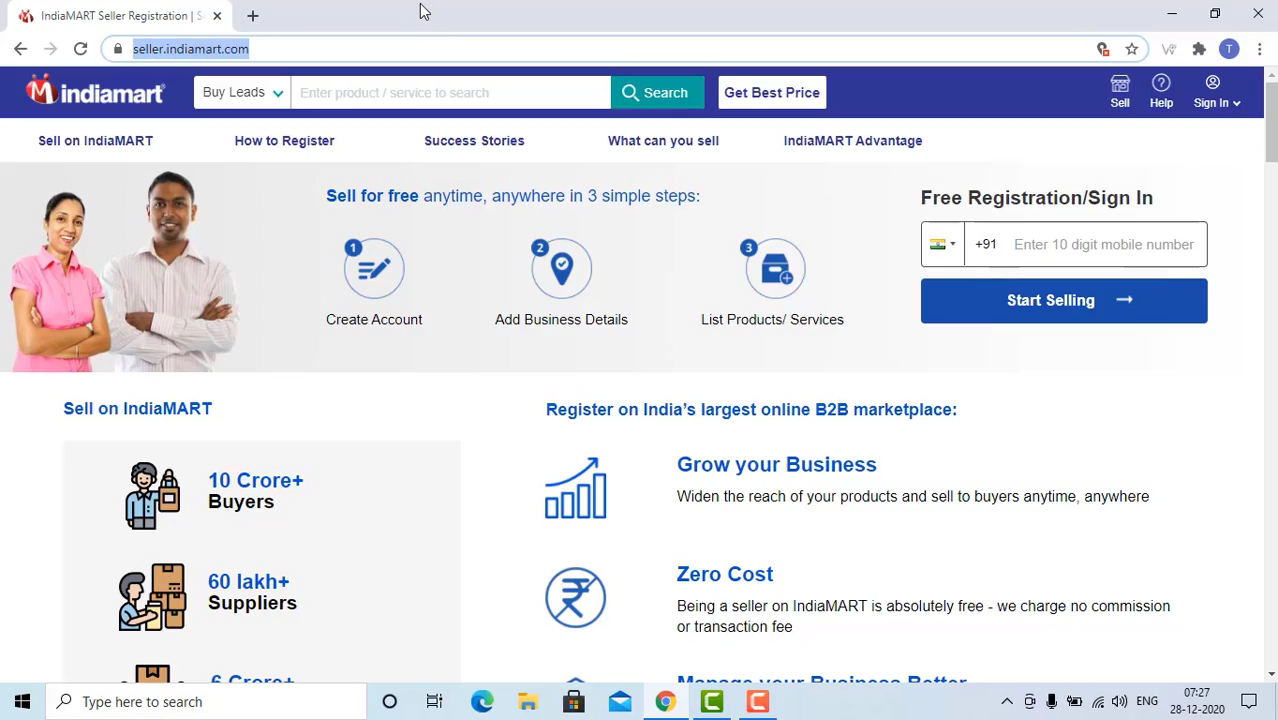 IndiaMART Seller Registration | S
seller.indiamart.com
T
indiamart
Buy Leads
Enter product / service to search
Search
Get Best Price
Sell
Help
Sign In
Sell on IndiaMART
How to Register
Success Stories
What can you sell
IndiaMART Advantage
Sell for free anytime, anywhere in 3 simple steps:
1
2
3
Create Account
Add Business Details
List Products/ Services
Free Registration/Sign In
+91 Enter 10 digit mobile number
Start Selling
Sell on IndiaMART
10 Crore+
Buyers
60 lakh+
Suppliers
6 Crore+
Register on India's largest online B2B marketplace:
Grow your Business
Widen the reach of your products and sell to buyers anytime, anywhere
Zero Cost
Being a seller on IndiaMART is absolutely free - we charge no commission
or transaction fee
Manage your Business Better
Type here to search
ENG
07:27
28-12-2020